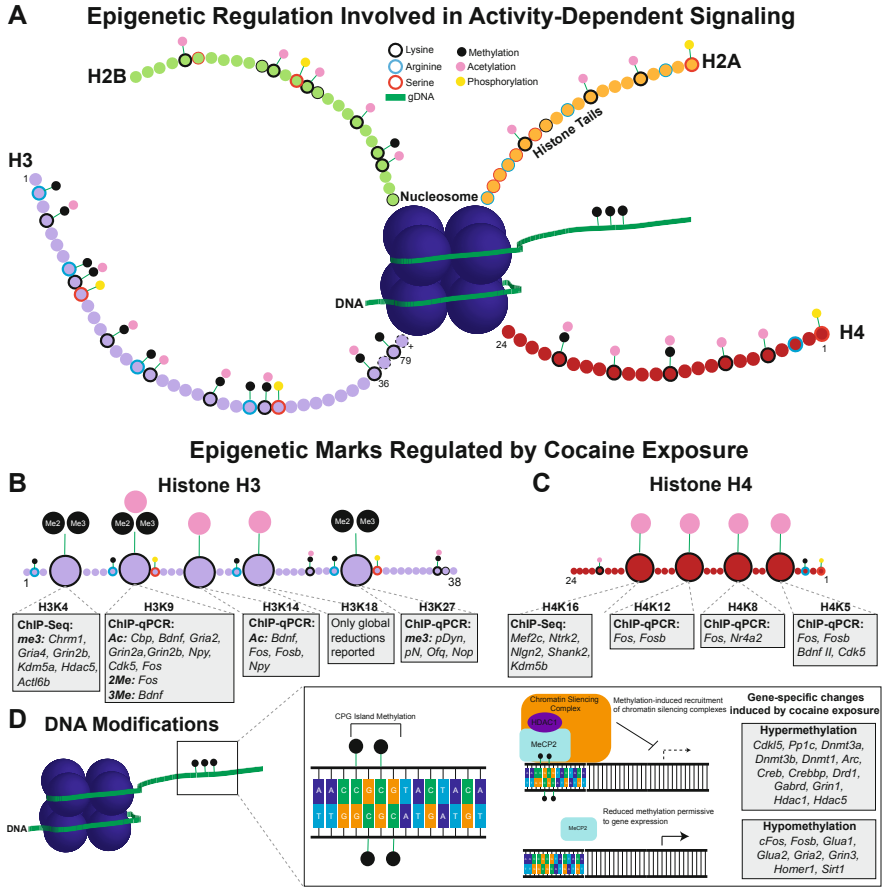 A
Epigenetic Regulation Involved in Activity-Dependent Signaling
H2B
Lysine
Arginine
Serine
gDNA
Methylation
Acetylation
Phosphorylation
H2A
Histone Tails
H3
1
Nucleosome
DNA
+
79
36
24
H4
1
Epigenetic Marks Regulated by Cocaine Exposure
B
Histone H3
Me2 Me3
Me2 Me3
Me2 Me3
1
38
H3K4
ChIP-Seq:
me3: Chrm1,
Gria4, Grin2b,
Kdm5a, Hdac5,
Actl6b
H3K9
ChIP-qPCR:
Ac: Cbp, Bdnf, Gria2,
Grin2a,Grin2b, Npy,
Cdk5, Fos
2Me: Fos
3Me: Bdnf
H3K14
ChIP-qPCR:
Ac: Bdnf,
Fos, Fosb,
Npy
H3K18
Only global
reductions
reported
H3K27
ChIP-qPCR:
me3: pDyn,
pN, Ofq, Nop
C
Histone H4
24
1
H4K16
ChIP-Seq:
Mef2c, Ntrk2,
Nlgn2, Shank2,
Kdm5b
H4K12
ChIP-qPCR:
Fos, Fosb
H4K8
ChIP-qPCR:
Fos, Nr4a2
H4K5
ChIP-qPCR:
Fos, Fosb
Bdnf II, Cdk5
D
DNA Modifications
DNA
CPG Island Methylation
A A C C G C G T A C T A C A
T T G G C G C A T G A T G T
Chromatin Silencing
Complex
HDAC1
MeCP2
Methylation-induced recruitment
of chromatin silencing complexes
Reduced methylation permissive
to gene expression
MeCP2
Gene-specific changes
induced by cocaine exposure
Hypermethylation
Cdkl5, Pp1c, Dnmt3a,
Dnmt3b, Dnmt1, Arc,
Creb, Crebbp, Drd1,
Gabrd, Grin1,
Hdac1, Hdac5
Hypomethylation
cFos, Fosb, Glua1,
Glua2, Gria2, Grin3,
Homer1, Sirt1